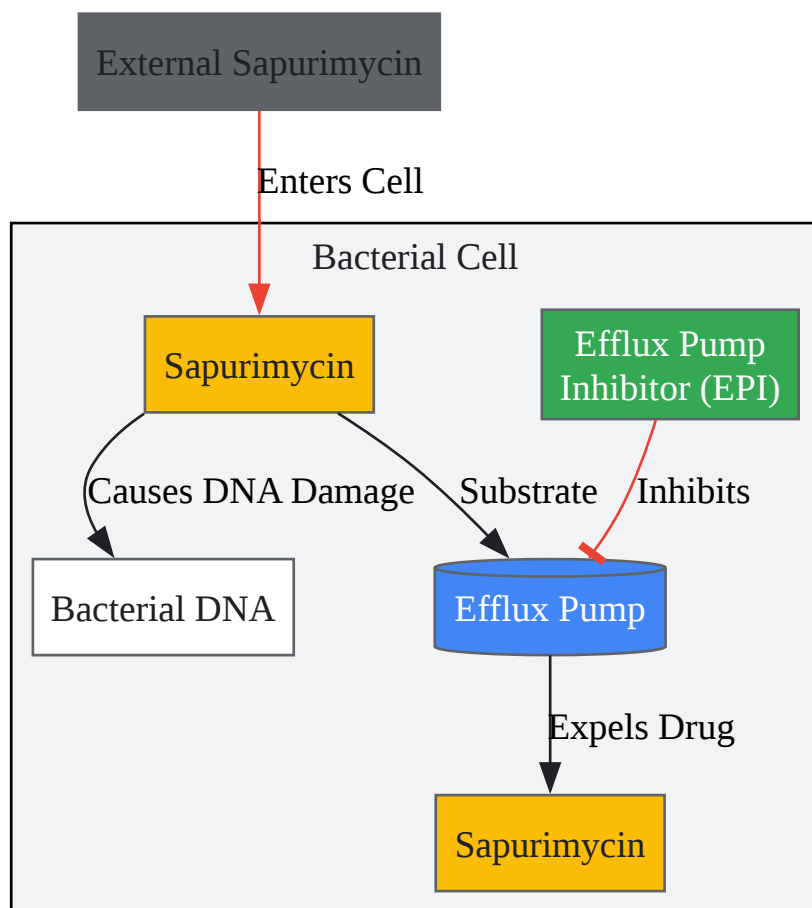 External Sapurimycin
Enters Cell
Bacterial Cell
Sapurimycin
Efflux Pump
Inhibitor (EPI)
Causes DNA Damage
Substrate
Inhibits
Bacterial DNA
Efflux Pump
Expels Drug
Sapurimycin